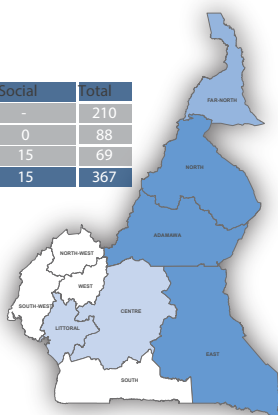 Social Total
- 210
0 88
15 69
15 367
FAR-NORTH
NORTH
ADAMAWA
NORTH-WEST
WEST
SOUTH-WEST
LITTORAL
CENTRE
EAST
SOUTH